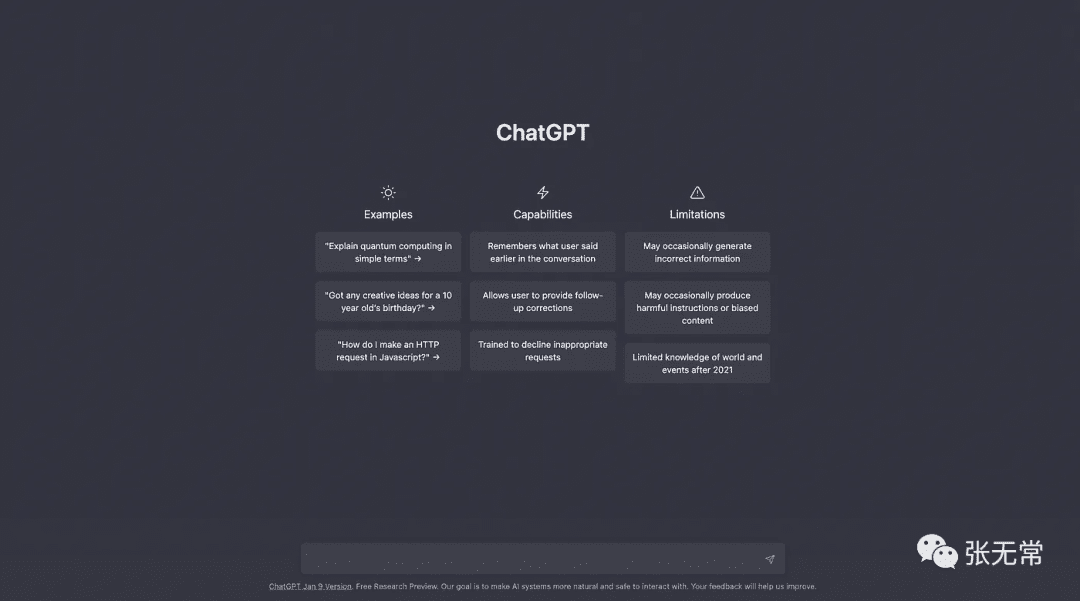 ChatGPT
Examples
"Explain quantum computing in
simple terms" →
"Got any creative ideas for a 10
year old's birthday?" →
"How do I make an HTTP
request in Javascript?" →
Capabilities
Remembers what user said
earlier in the conversation
Allows user to provide follow-
up corrections
Trained to decline inappropriate
requests
Limitations
May occasionally generate
incorrect information
May occasionally produce
harmful instructions or biased
content
Limited knowledge of world and
events after 2021
ChatGPT Jan 9 Version. Free Research Preview. Our goal is to make AI systems more natural and safe to interact with. Your feedback will help us improve.
张无常